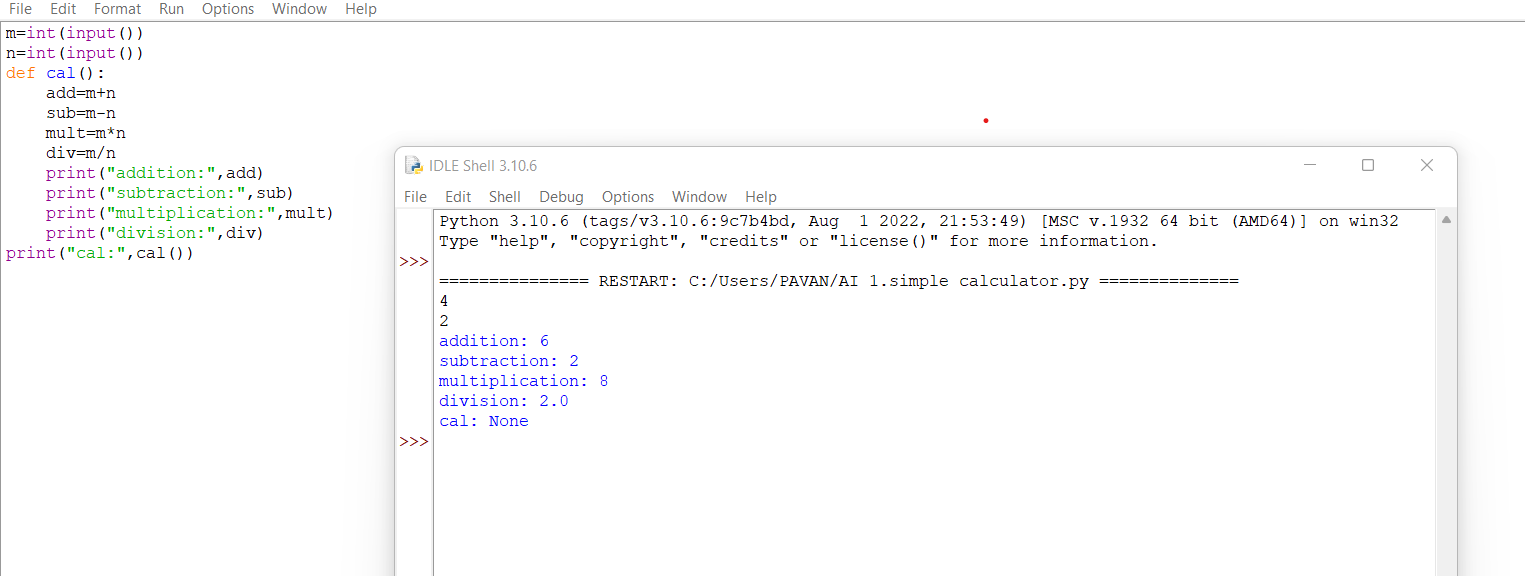 File Edit Format Run Options Window Help
m=int(input())
n=int(input())
def cal():
    add=m+n
    sub=m-n
    mult=m*n
    div=m/n
    print("addition:",add)
    print("subtraction:",sub)
    print("multiplication:",mult)
    print("division:",div)
print("cal:",cal())
IDLE Shell 3.10.6
File Edit Shell Debug Options Window Help
Python 3.10.6 (tags/v3.10.6:9c7b4bd, Aug  1 2022, 21:53:49) [MSC v.1932 64 bit (AMD64)] on win32
Type "help", "copyright", "credits" or "license()" for more information.
>>>
=============== RESTART: C:/Users/PAVAN/AI 1.simple calculator.py ==============
4
2
addition: 6
subtraction: 2
multiplication: 8
division: 2.0
cal: None
>>>